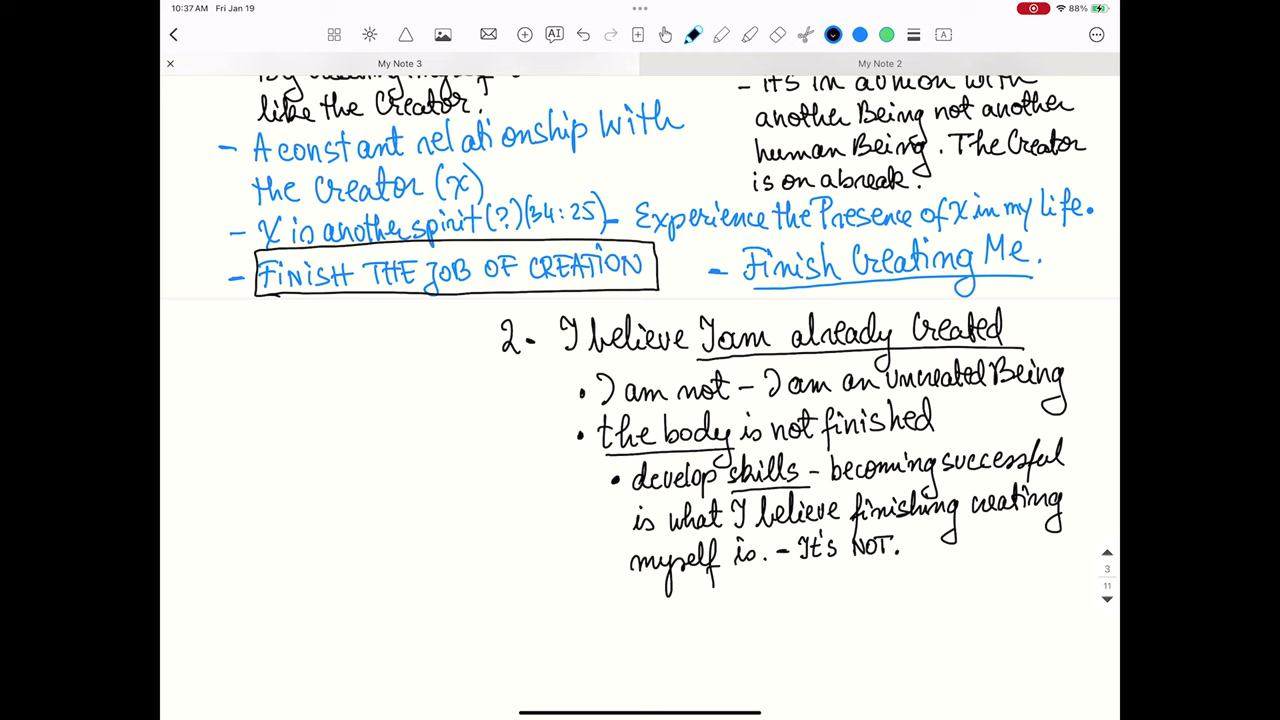 10:37 AM Fri Jan 19
88%
My Note 3
My Note 2
like the Creator.
- A constant relationship with
the Creator (x)
- X is another spirit (?) (34:25)
- FINISH THE JOB OF CREATION
- It's in a union with
another Being not another
human Being. The Creator
is on a break.
- Experience the Presence of X in my life.
- Finish Creating Me.
2. I believe I am already Created
• I am not - I am an Uncreated Being
• the body is not finished
• develop skills - becoming successful
is what I believe finishing creating
myself is. - It's NOT.
3
11